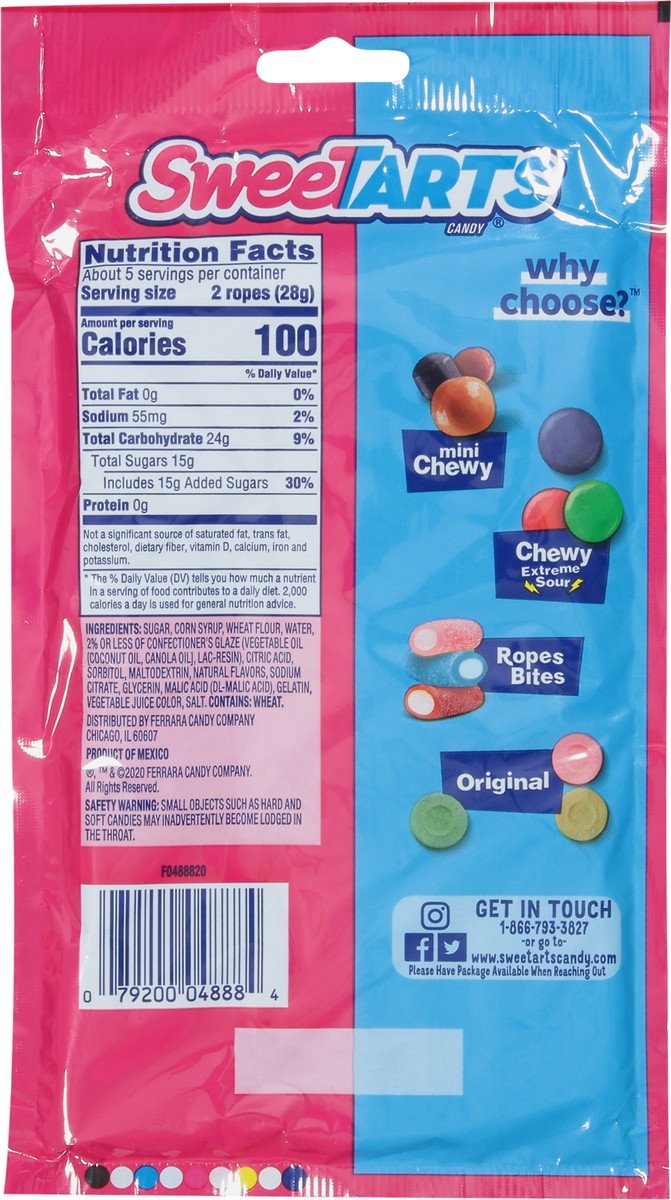 SweeTARTS
CANDY ®
Nutrition Facts
About 5 servings per container
Serving size 2 ropes (28g)
Amount per serving
Calories 100
% Daily Value*
Total Fat 0g 0%
Sodium 55mg 2%
Total Carbohydrate 24g 9%
Total Sugars 15g
Includes 15g Added Sugars 30%
Protein 0g
Not a significant source of saturated fat, trans fat,
cholesterol, dietary fiber, vitamin D, calcium, iron and
potassium.
* The % Daily Value (DV) tells you how much a nutrient
in a serving of food contributes to a daily diet. 2,000
calories a day is used for general nutrition advice.
INGREDIENTS: SUGAR, CORN SYRUP, WHEAT FLOUR, WATER,
2% OR LESS OF CONFECTIONER'S GLAZE (VEGETABLE OIL
[COCONUT OIL, CANOLA OIL], LAC-RESIN), CITRIC ACID,
SORBITOL, MALTODEXTRIN, NATURAL FLAVORS, SODIUM
CITRATE, GLYCERIN, MALIC ACID (DL-MALIC ACID), GELATIN,
VEGETABLE JUICE COLOR, SALT. CONTAINS: WHEAT.
DISTRIBUTED BY FERRARA CANDY COMPANY
CHICAGO, IL 60607
PRODUCT OF MEXICO
®, ™ & ©2020 FERRARA CANDY COMPANY.
All Rights Reserved.
SAFETY WARNING: SMALL OBJECTS SUCH AS HARD AND
SOFT CANDIES MAY INADVERTENTLY BECOME LODGED IN
THE THROAT.
F0488820
0 79200 04888 4
why
choose?™
mini
Chewy
Chewy
Extreme
Sour
Ropes
Bites
Original
GET IN TOUCH
1-866-793-3827
-or go to-
www.sweetartscandy.com
Please Have Package Available When Reaching Out